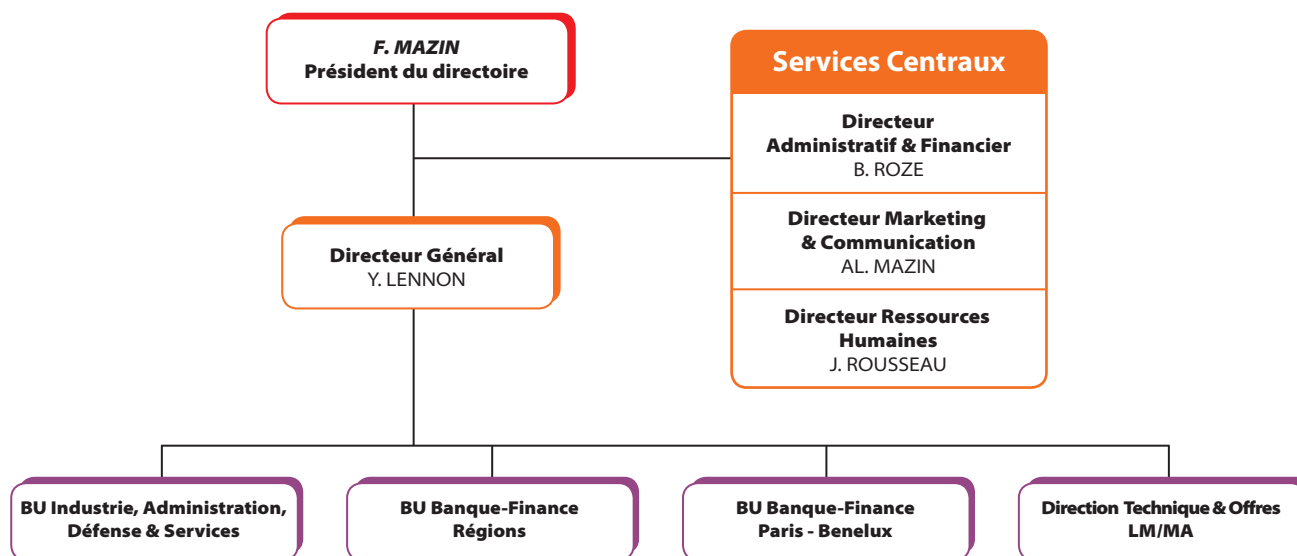 F. MAZIN
Président du directoire
Services Centraux
Directeur
Administratif & Financier
B. ROZE
Directeur Marketing
& Communication
AL. MAZIN
Directeur Ressources
Humaines
J. ROUSSEAU
Directeur Général
Y. LENNON
BU Industrie, Administration,
Défense & Services
BU Banque-Finance
Régions
BU Banque-Finance
Paris - Benelux
Direction Technique & Offres
LM/MA